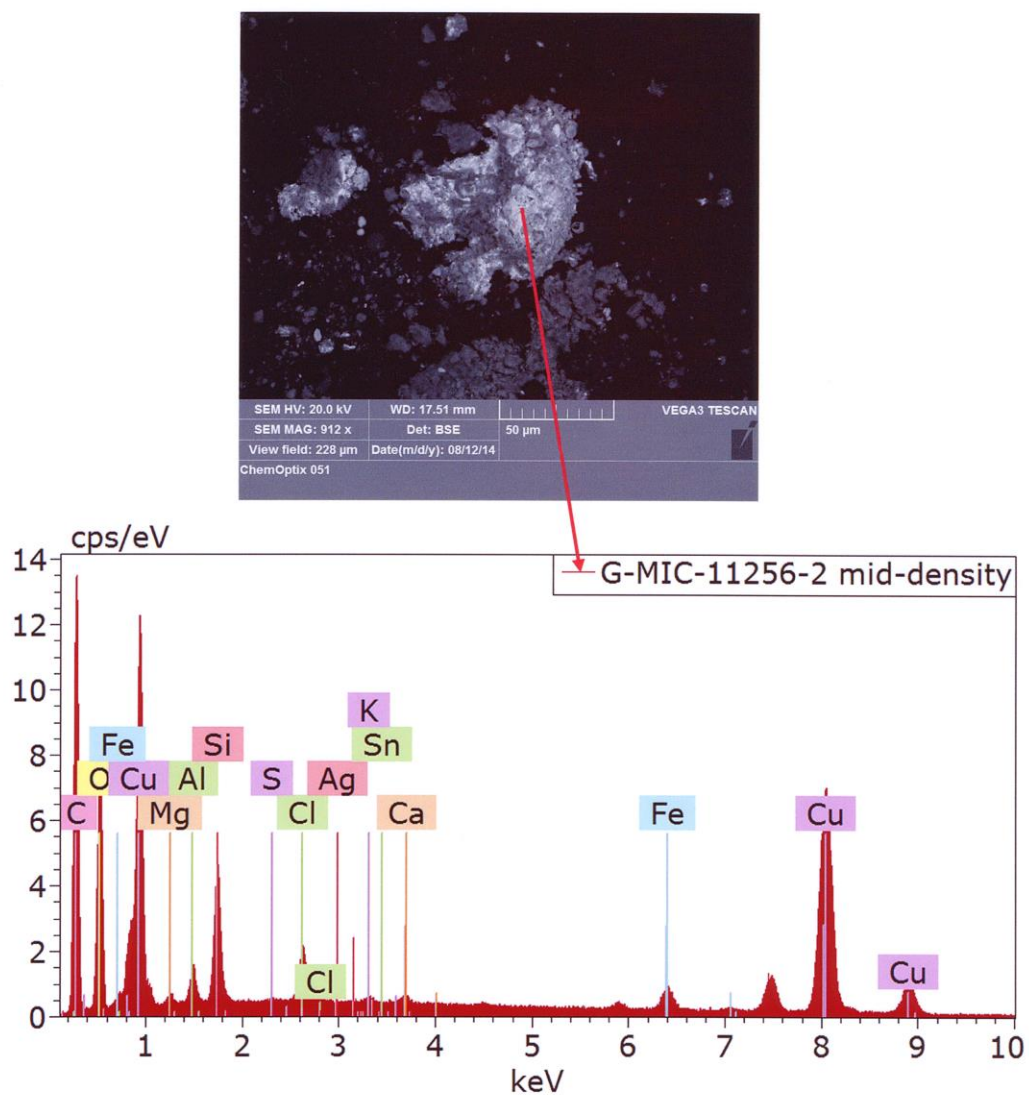 SEM HV: 20.0 kV WD: 17.51 mm VEGA3 TESCAN
SEM MAG: 912 x Det: BSE 50 µm
View field: 228 µm Date(m/d/y): 08/12/14
ChemOptix 051
cps/eV
G-MIC-11256-2 mid-density
14
12
10
8
6
4
2
0
K
Fe Si Sn
O Cu Al S Ag
C Mg Cl Ca Fe Cu
Cl Cu
1 2 3 4 5 6 7 8 9 10
keV